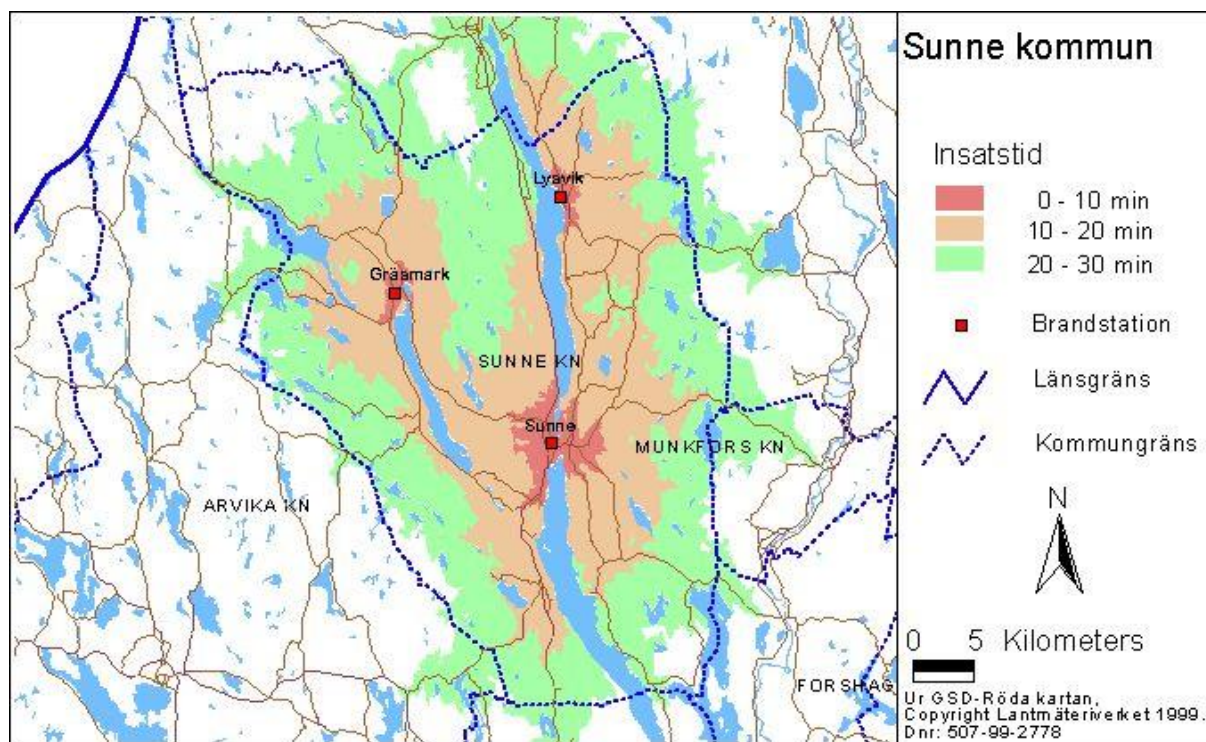 Sunne kommun
Insatstid
0 - 10 min
10 - 20 min
20 - 30 min
Brandstation
Länsgräns
Kommungräns
N
0 5 Kilometers
Ur GSD-Röda kartan,
Copyright Lantmäteriverket 1999.
Dnr: 507-99-2778
Lysvik
Gräsmark
SUNNE KN
Sunne
MUNKFORS KN
ARVIKA KN
FORSHAG